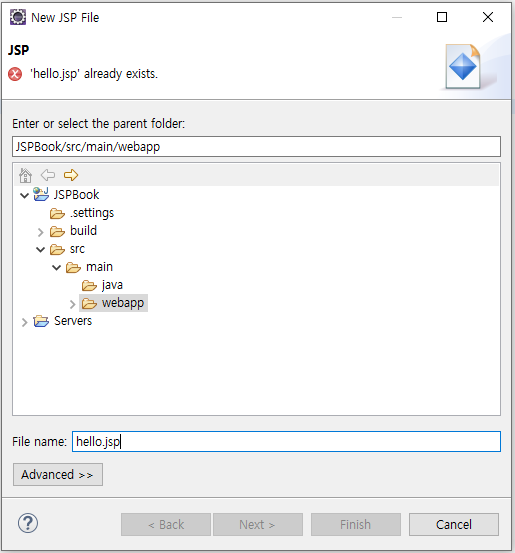 New JSP File
JSP
'hello.jsp' already exists.
Enter or select the parent folder:
JSPBook/src/main/webapp
JSPBook
.settings
build
src
main
java
webapp
Servers
File name: hello.jsp
Advanced >>
< Back Next > Finish Cancel